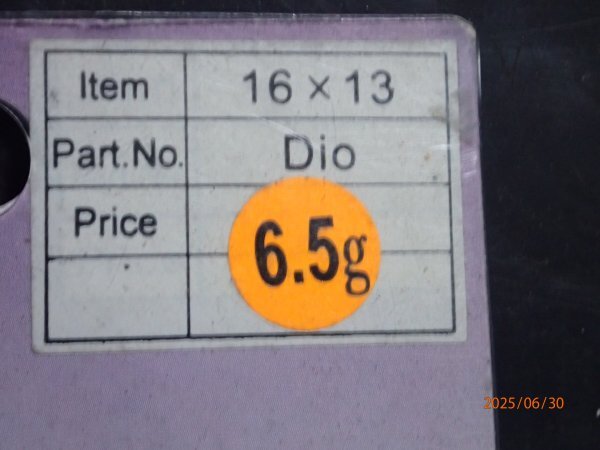 Item 16×13
Part.No. Dio
Price
6.5g
2025/06/30